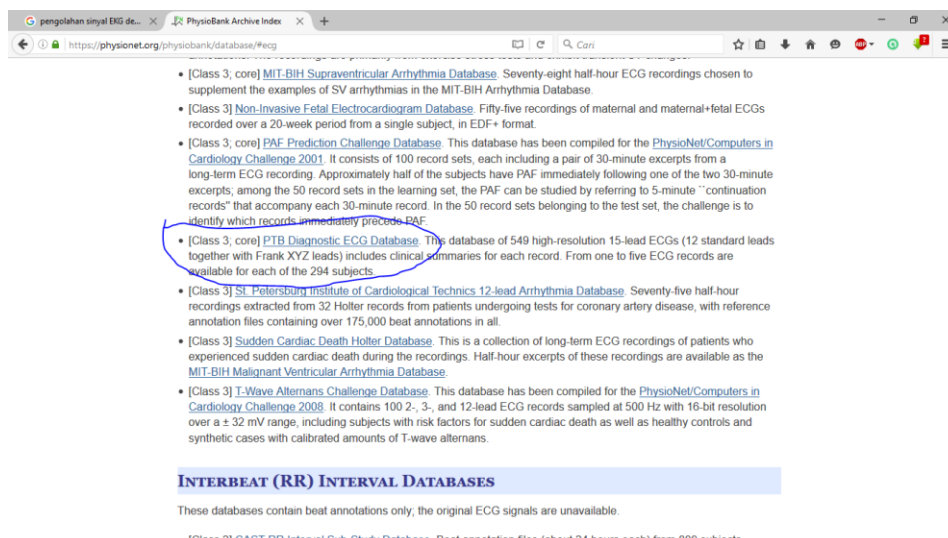 pengolahan sinyal EKG de...
PhysioBank Archive Index
https://physionet.org/physiobank/database/#ecg
Cari
ABP
2
• [Class 3; core] MIT-BIH Supraventricular Arrhythmia Database. Seventy-eight half-hour ECG recordings chosen to
supplement the examples of SV arrhythmias in the MIT-BIH Arrhythmia Database.
• [Class 3] Non-Invasive Fetal Electrocardiogram Database. Fifty-five recordings of maternal and maternal+fetal ECGs
recorded over a 20-week period from a single subject, in EDF+ format.
• [Class 3; core] PAF Prediction Challenge Database. This database has been compiled for the PhysioNet/Computers in
Cardiology Challenge 2001. It consists of 100 record sets, each including a pair of 30-minute excerpts from a
long-term ECG recording. Approximately half of the subjects have PAF immediately following one of the two 30-minute
excerpts; among the 50 record sets in the learning set, the PAF can be studied by referring to 5-minute ``continuation
records'' that accompany each 30-minute record. In the 50 record sets belonging to the test set, the challenge is to
identify which records immediately precede PAF.
• [Class 3; core] PTB Diagnostic ECG Database. This database of 549 high-resolution 15-lead ECGs (12 standard leads
together with Frank XYZ leads) includes clinical summaries for each record. From one to five ECG records are
available for each of the 294 subjects.
• [Class 3] St. Petersburg Institute of Cardiological Technics 12-lead Arrhythmia Database. Seventy-five half-hour
recordings extracted from 32 Holter records from patients undergoing tests for coronary artery disease, with reference
annotation files containing over 175,000 beat annotations in all.
• [Class 3] Sudden Cardiac Death Holter Database. This is a collection of long-term ECG recordings of patients who
experienced sudden cardiac death during the recordings. Half-hour excerpts of these recordings are available as the
MIT-BIH Malignant Ventricular Arrhythmia Database.
• [Class 3] T-Wave Alternans Challenge Database. This database has been compiled for the PhysioNet/Computers in
Cardiology Challenge 2008. It contains 100 2-, 3-, and 12-lead ECG records sampled at 500 Hz with 16-bit resolution
over a ± 32 mV range, including subjects with risk factors for sudden cardiac death as well as healthy controls and
synthetic cases with calibrated amounts of T-wave alternans.
INTERBEAT (RR) INTERVAL DATABASES
These databases contain beat annotations only; the original ECG signals are unavailable.